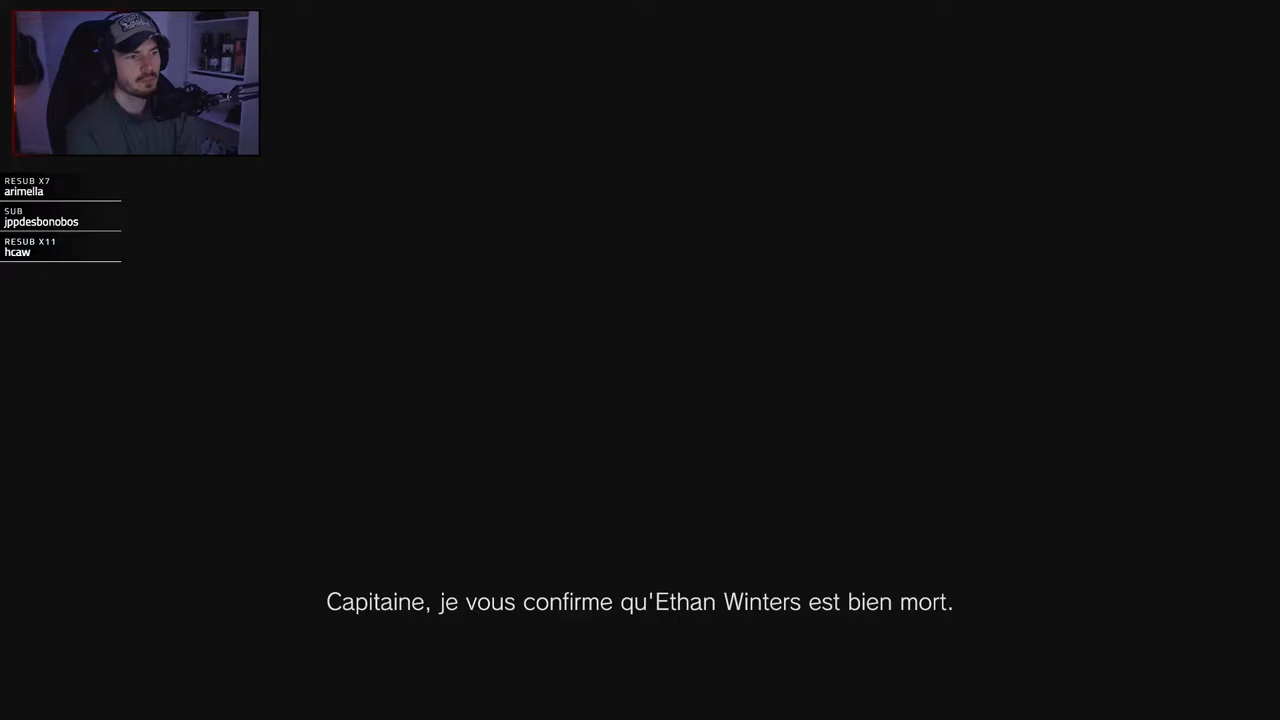 RESUB X7
arimella
SUB
jppdesbonobos
RESUB X11
hcaw
Capitaine, je vous confirme qu'Ethan Winters est bien mort.